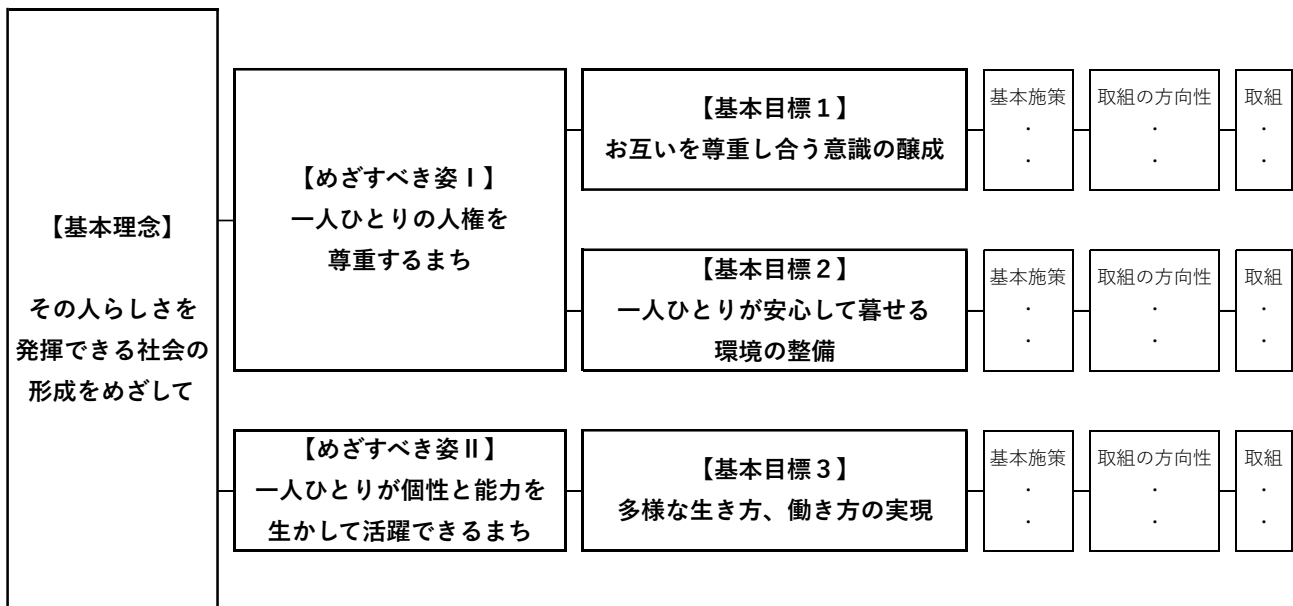 【基本理念】
その人らしさを
発揮できる社会の
形成をめざして
【めざすべき姿Ⅰ】
一人ひとりの人権を
尊重するまち
【基本目標１】
お互いを尊重し合う意識の醸成
基本施策
・
・
取組の方向性
・
・
取組
・
・
【基本目標２】
一人ひとりが安心して暮せる
環境の整備
基本施策
・
・
取組の方向性
・
・
取組
・
・
【めざすべき姿Ⅱ】
一人ひとりが個性と能力を
生かして活躍できるまち
【基本目標３】
多様な生き方、働き方の実現
基本施策
・
・
取組の方向性
・
・
取組
・
・